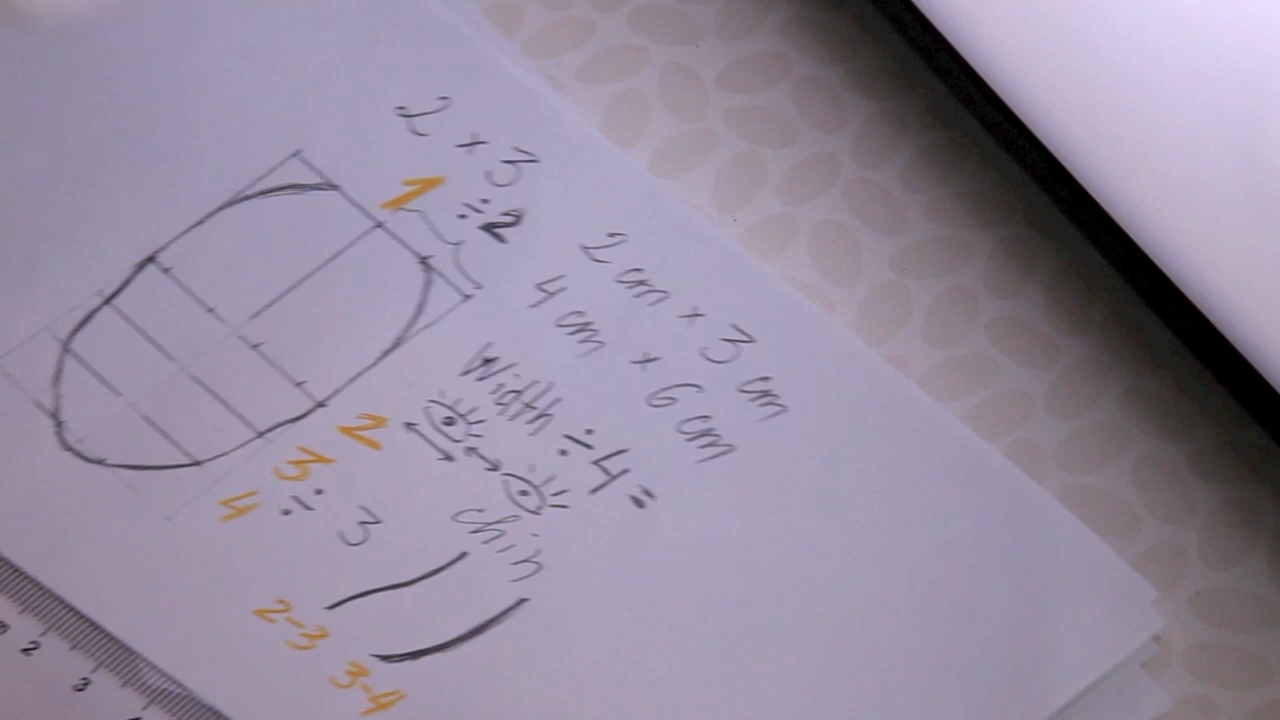 2 × 3
1
÷ 2
2 cm × 3 cm
4 cm × 6 cm
Width ÷ 4 =
2
3
4
÷ 3
chin
2-3
3-4
2
3